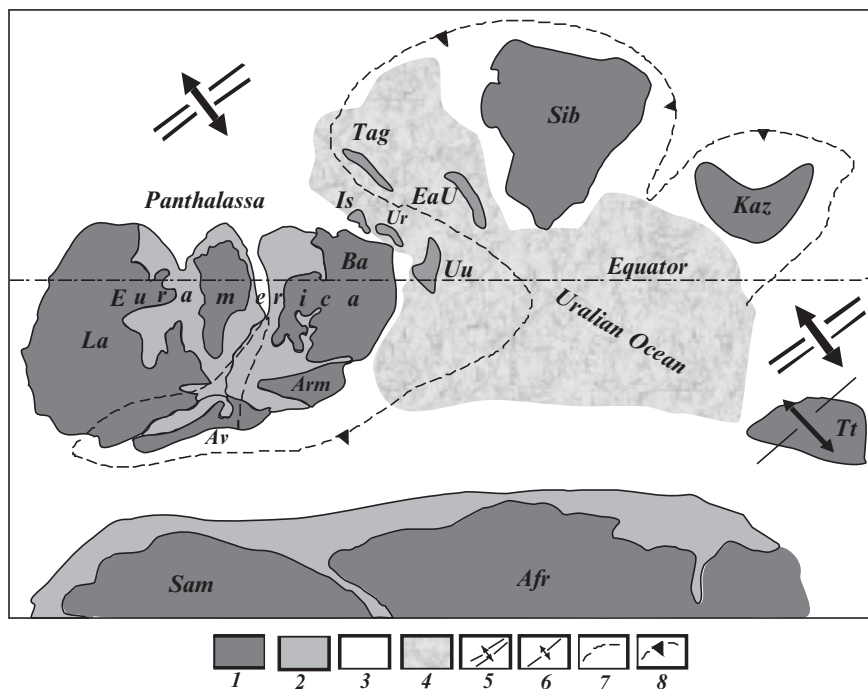 Sib
Tag
EaU
Is
Ur
Kaz
Panthalassa
Ba
Uu
Equator
Euramerica
Uralian Ocean
La
Arm
Av
Tt
Sam
Afr
1 2 3 4 5 6 7 8